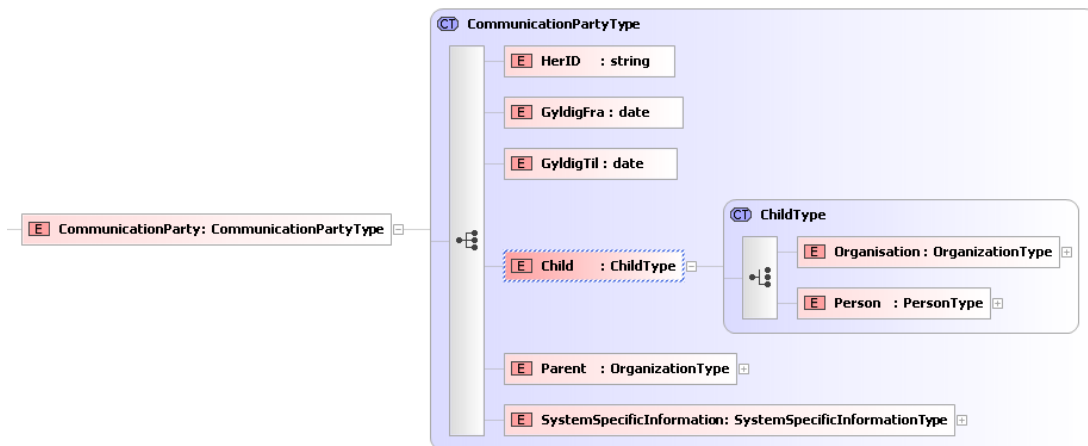 CT CommunicationPartyType
E HerID : string
E GyldigFra : date
E GyldigTil : date
E CommunicationParty: CommunicationPartyType
E Child : ChildType
CT ChildType
E Organisation : OrganizationType
E Person : PersonType
E Parent : OrganizationType
E SystemSpecificInformation: SystemSpecificInformationType